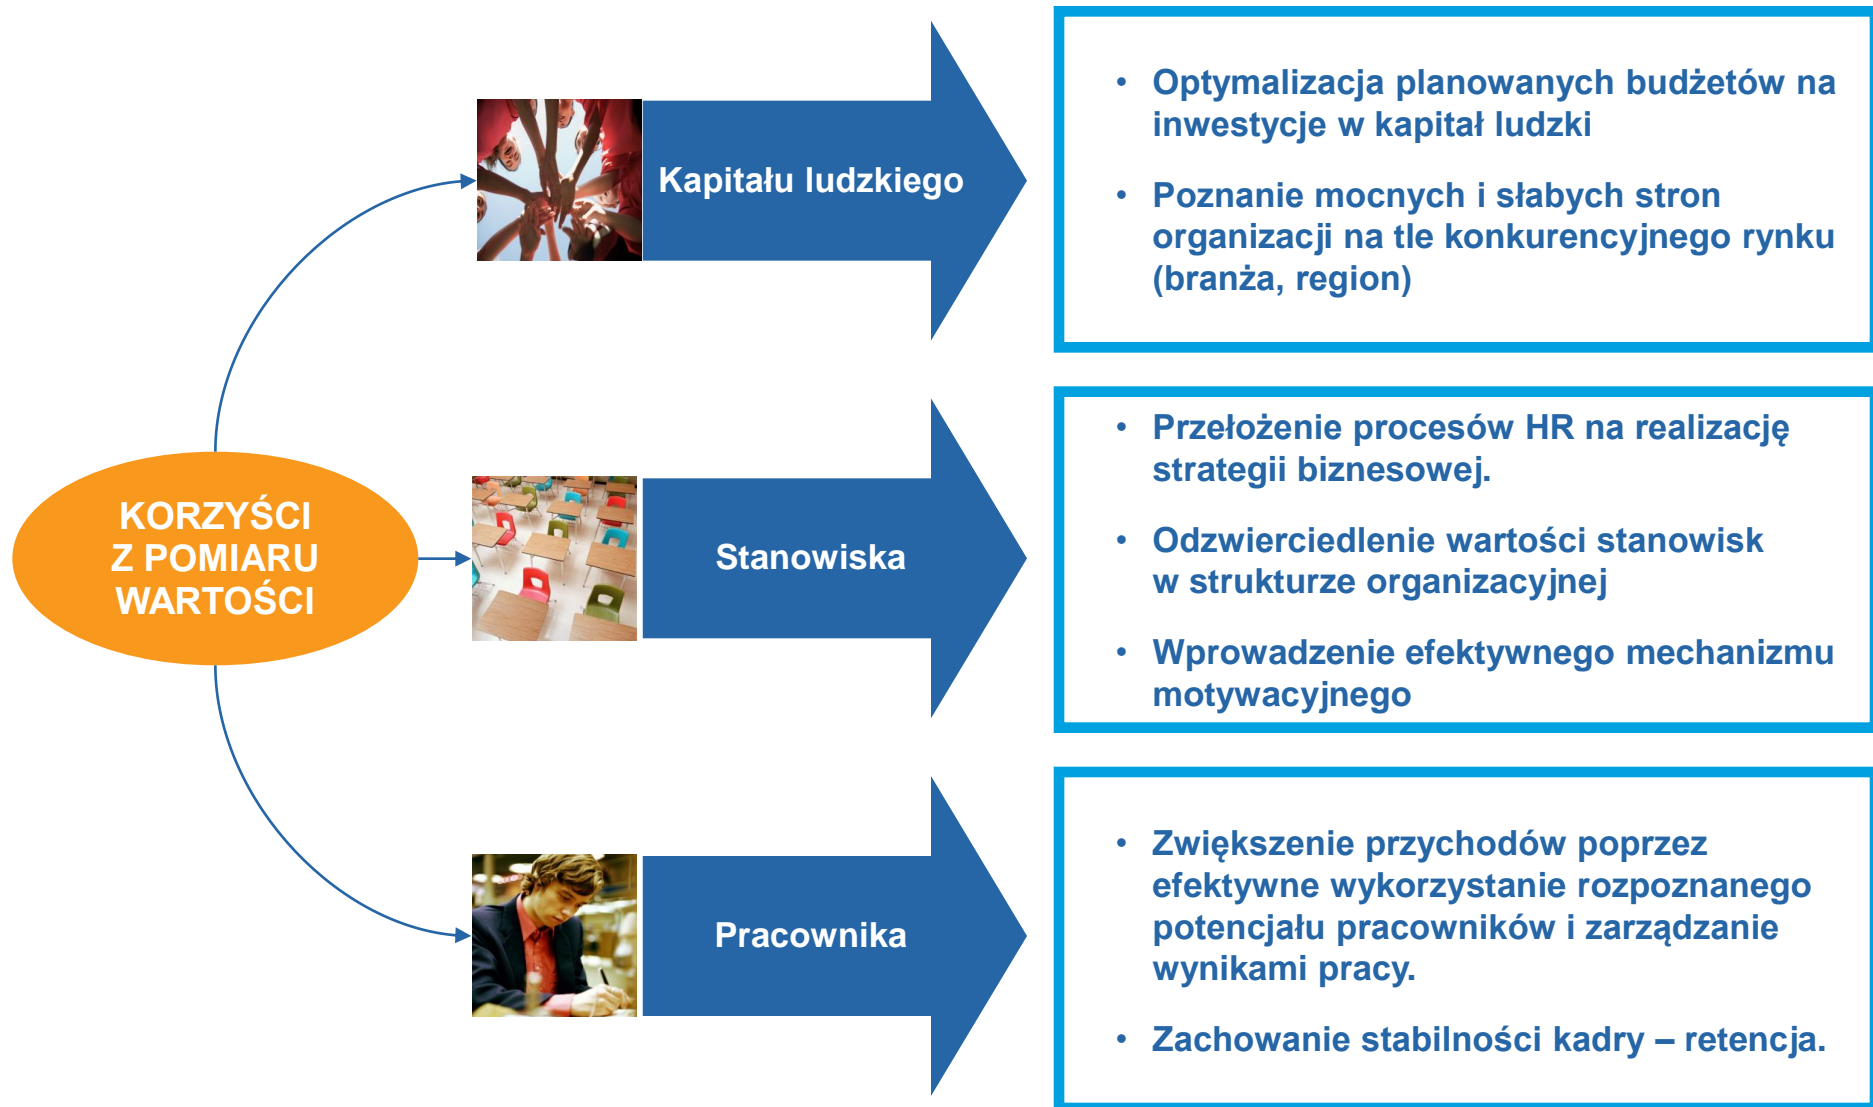 KORZYŚCI
Z POMIARU
WARTOŚCI
Kapitału ludzkiego
• Optymalizacja planowanych budżetów na
inwestycje w kapitał ludzki
• Poznanie mocnych i słabych stron
organizacji na tle konkurencyjnego rynku
(branża, region)
Stanowiska
• Przełożenie procesów HR na realizację
strategii biznesowej.
• Odzwierciedlenie wartości stanowisk
w strukturze organizacyjnej
• Wprowadzenie efektywnego mechanizmu
motywacyjnego
Pracownika
• Zwiększenie przychodów poprzez
efektywne wykorzystanie rozpoznanego
potencjału pracowników i zarządzanie
wynikami pracy.
• Zachowanie stabilności kadry – retencja.